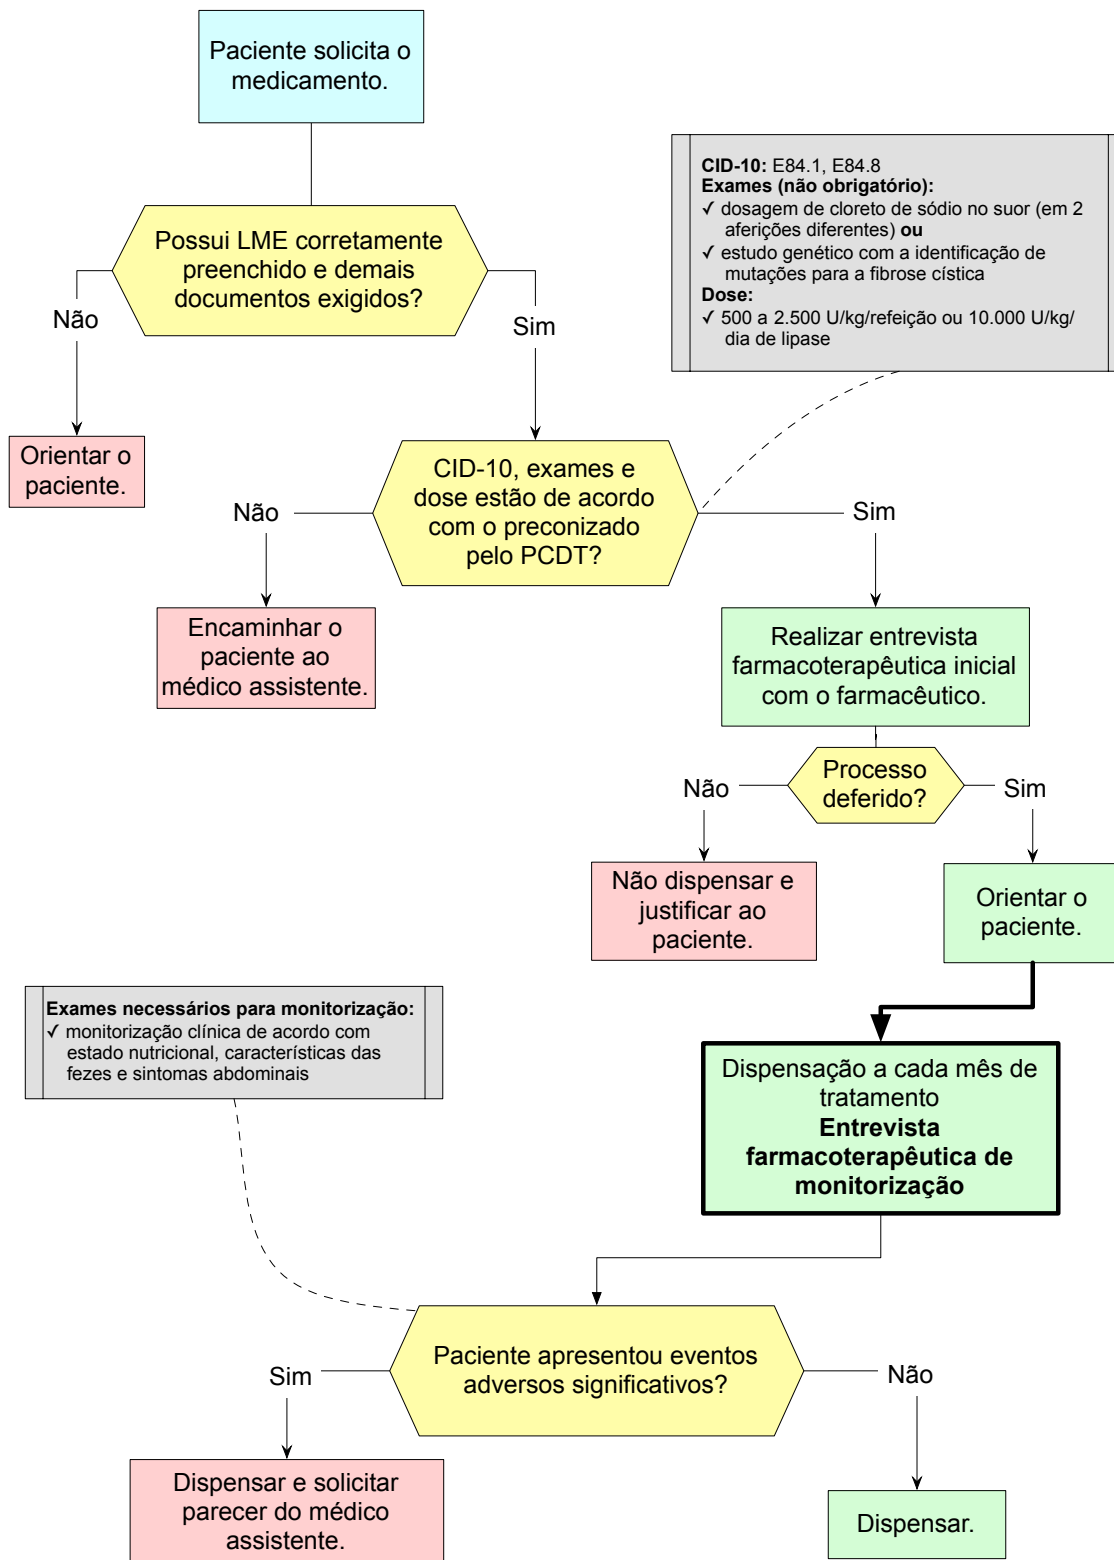 Paciente solicita o
medicamento.
CID-10: E84.1, E84.8
Exames (não obrigatório):
✓ dosagem de cloreto de sódio no suor (em 2
aferições diferentes) ou
✓ estudo genético com a identificação de
mutações para a fibrose cística
Dose:
✓ 500 a 2.500 U/kg/refeição ou 10.000 U/kg/
dia de lipase
Possui LME corretamente
preenchido e demais
documentos exigidos?
Não
Sim
Orientar o
paciente.
CID-10, exames e
dose estão de acordo
com o preconizado
pelo PCDT?
Não
Sim
Encaminhar o
paciente ao
médico assistente.
Realizar entrevista
farmacoterapêutica inicial
com o farmacêutico.
Processo
deferido?
Não
Sim
Não dispensar e
justificar ao
paciente.
Orientar o
paciente.
Exames necessários para monitorização:
✓ monitorização clínica de acordo com
estado nutricional, características das
fezes e sintomas abdominais
Dispensação a cada mês de
tratamento
Entrevista
farmacoterapêutica de
monitorização
Paciente apresentou eventos
adversos significativos?
Sim
Não
Dispensar e solicitar
parecer do médico
assistente.
Dispensar.